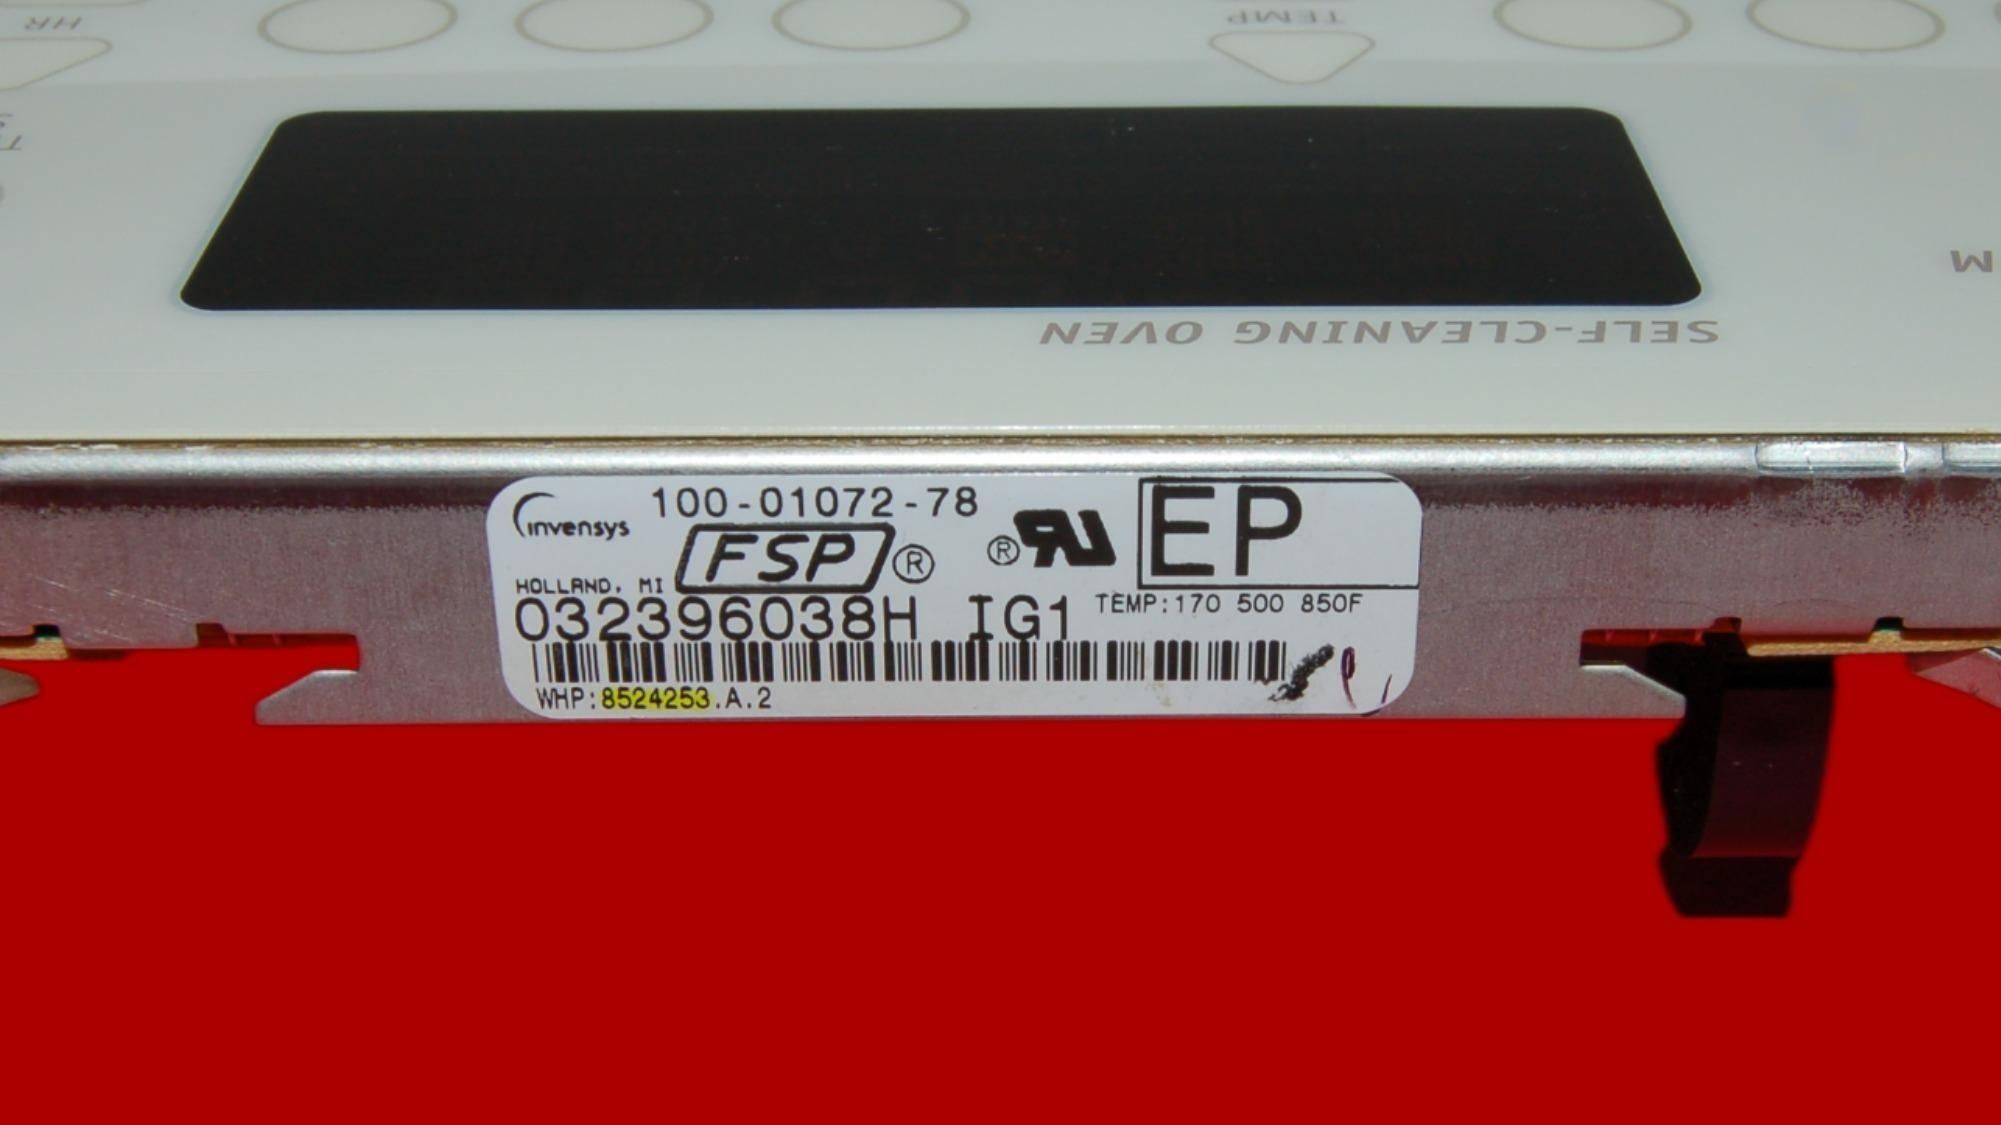 HR
TEMP
SELF-CLEANING OVEN
M
invensys 100-01072-78
FSP ® ® UR EP
HOLLAND, MI
032396038H IG1 TEMP:170 500 850F
WHP:8524253.A.2